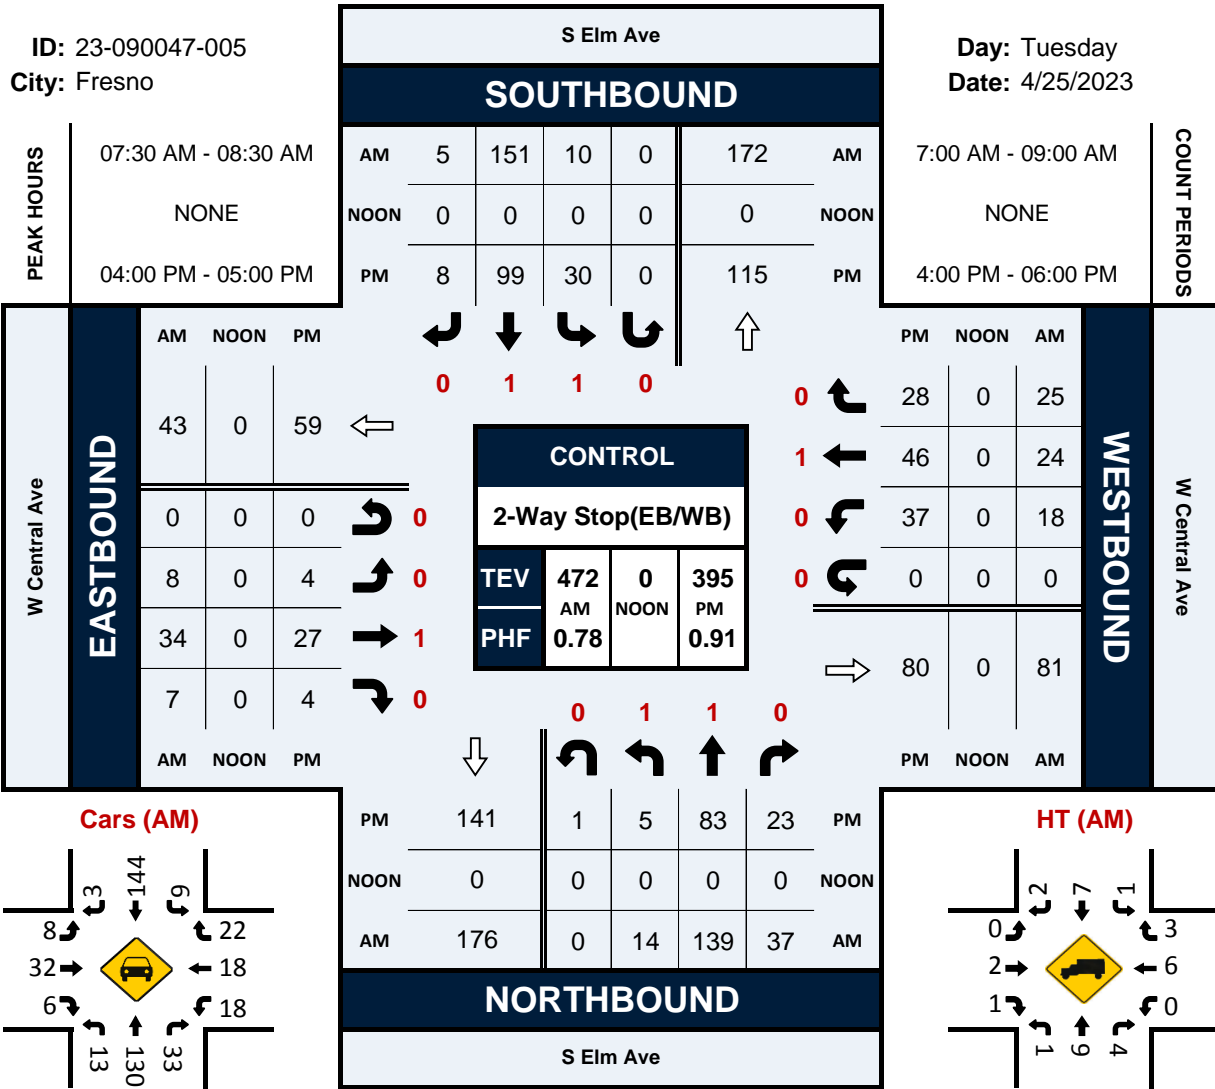 S Elm Ave
ID: 23-090047-005
City: Fresno
Day: Tuesday
Date: 4/25/2023
SOUTHBOUND
PEAK HOURS
07:30 AM - 08:30 AM
NONE
04:00 PM - 05:00 PM
AM 5 151 10 0 172 AM
NOON 0 0 0 0 0 NOON
PM 8 99 30 0 115 PM
7:00 AM - 09:00 AM
NONE
4:00 PM - 06:00 PM
COUNT PERIODS
0 1 1 0
W Central Ave
EASTBOUND
AM NOON PM
43 0 59
0 0 0 0
8 0 4 0
34 0 27 1
7 0 4 0
AM NOON PM
CONTROL
2-Way Stop(EB/WB)
TEV 472 0 395
AM NOON PM
PHF 0.78 0.91
PM NOON AM
0 28 0 25
1 46 0 24
0 37 0 18
0 0 0 0
80 0 81
PM NOON AM
WESTBOUND
W Central Ave
0 1 1 0
PM 141 1 5 83 23 PM
NOON 0 0 0 0 0 NOON
AM 176 0 14 139 37 AM
NORTHBOUND
S Elm Ave
Cars (AM)
3 144 9
8 22
32 18
6 18
13 130 33
HT (AM)
2 7 1
0 3
2 6
1 0
1 9 4